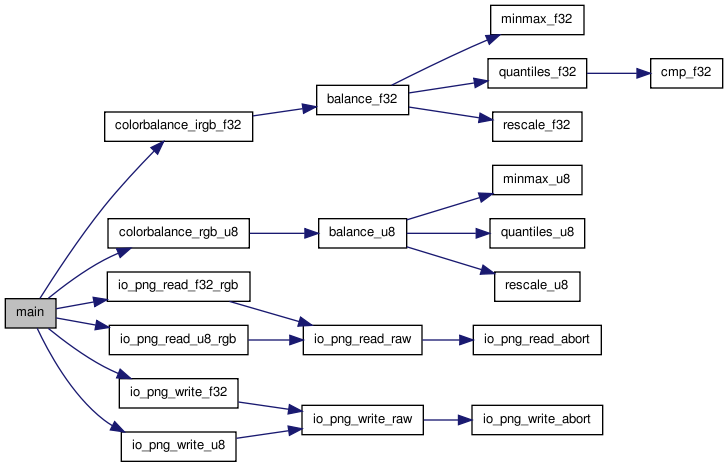 minmax_f32
quantiles_f32
cmp_f32
balance_f32
colorbalance_irgb_f32
rescale_f32
minmax_u8
colorbalance_rgb_u8
balance_u8
quantiles_u8
io_png_read_f32_rgb
rescale_u8
main
io_png_read_u8_rgb
io_png_read_raw
io_png_read_abort
io_png_write_f32
io_png_write_raw
io_png_write_abort
io_png_write_u8